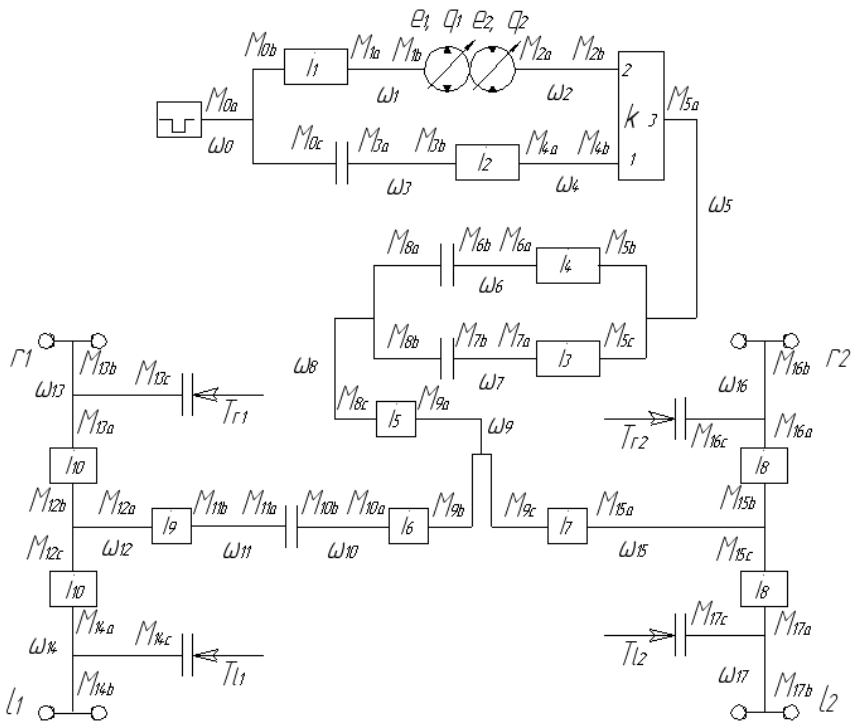 e1, q1 e2, q2
M0b I1 M1a M1b M2a M2b
ω1 ω2 2
M0a k 3 M5a
ω0
M0c M3a M3b I2 M4a M4b 1
ω3 ω4
ω5
M8a M6b M6a I4 M5b
ω6
M8b M7b M7a I3 M5c
ω8 ω7
r1 M13b M16b r2
ω13 M13c ω16
M8c I5 M9a
Tr1 ω9
M13a Tr2 M16c M16a
I10 I8
M12b M12a M11b M11a M10b M10a M9b M9c M15a M15b
I9 I6 I7
M12c ω12 ω11 ω10 ω15 M15c
I10 I8
M14a M14c M17c M17a
ω14
Tl1 Tl2
M14b ω17 M17b
l1 l2